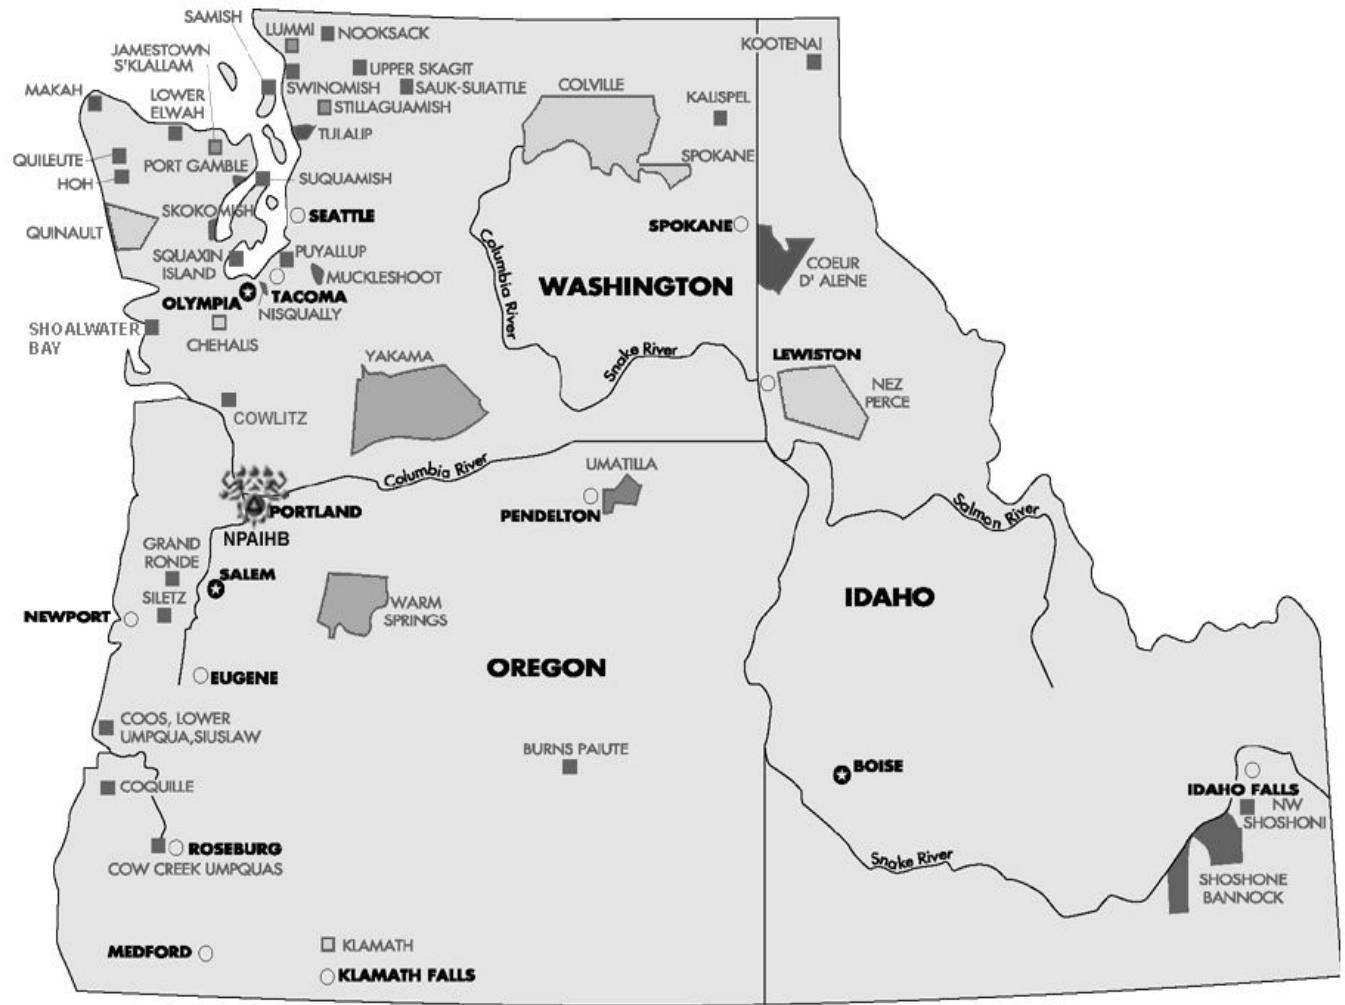 SAMISH
LUMMI
NOOKSACK
KOOTENAI
JAMESTOWN
S'KLALLAM
UPPER SKAGIT
MAKAH
LOWER
ELWAH
SWINOMISH
SAUK-SUIATTLE
COLVILLE
KALISPEL
STILLAGUAMISH
TULALIP
QUILEUTE
PORT GAMBLE
SPOKANE
HOH
SUQUAMISH
SKOKOMISH
SEATTLE
QUINAULT
SPOKANE
SQUAXIN
ISLAND
PUYALLUP
MUCKLESHOOT
COEUR
D' ALENE
Columbia River
WASHINGTON
OLYMPIA
TACOMA
NISQUALLY
SHOALWATER
BAY
CHEHALIS
YAKAMA
Snake River
LEWISTON
NEZ
PERCE
COWLITZ
Columbia River
UMATILLA
PORTLAND
PENDELTON
Salmon River
NPAIHB
GRAND
RONDE
SALEM
SILETZ
IDAHO
NEWPORT
WARM
SPRINGS
OREGON
EUGENE
COOS, LOWER
UMPQUA,SIUSLAW
BURNS PAIUTE
BOISE
COQUILLE
IDAHO FALLS
NW
SHOSHONI
ROSEBURG
COW CREEK UMPQUAS
Snake River
SHOSHONE
BANNOCK
MEDFORD
KLAMATH
KLAMATH FALLS